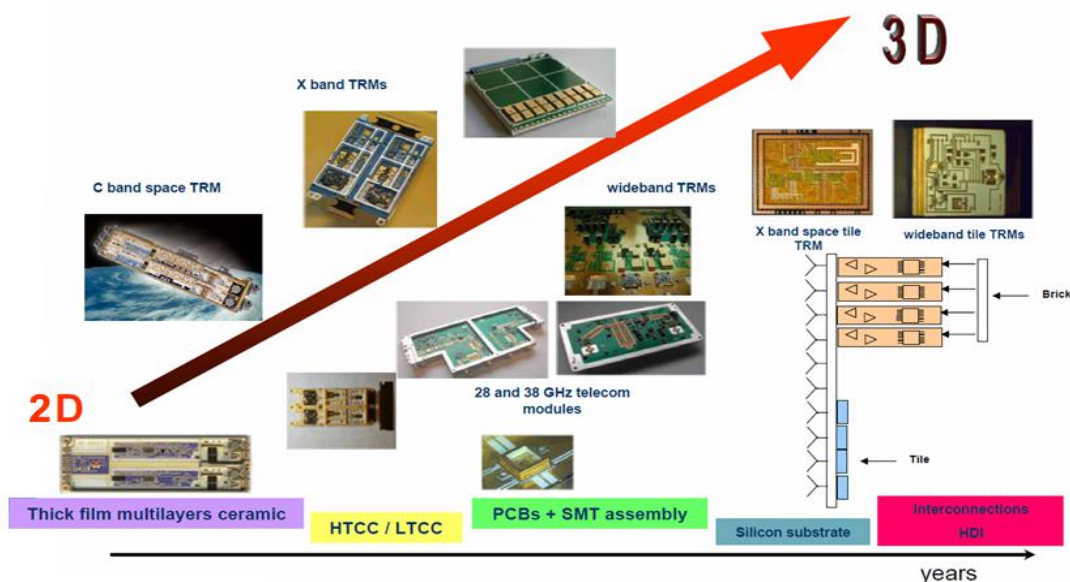 3D
X band TRMs
C band space TRM
wideband TRMs
X band space tile
TRM
wideband tile TRMs
Brick
28 and 38 GHz telecom
modules
2D
Tile
Thick film multilayers ceramic
HTCC / LTCC
PCBs + SMT assembly
Silicon substrate
Interconnections
HDI
years